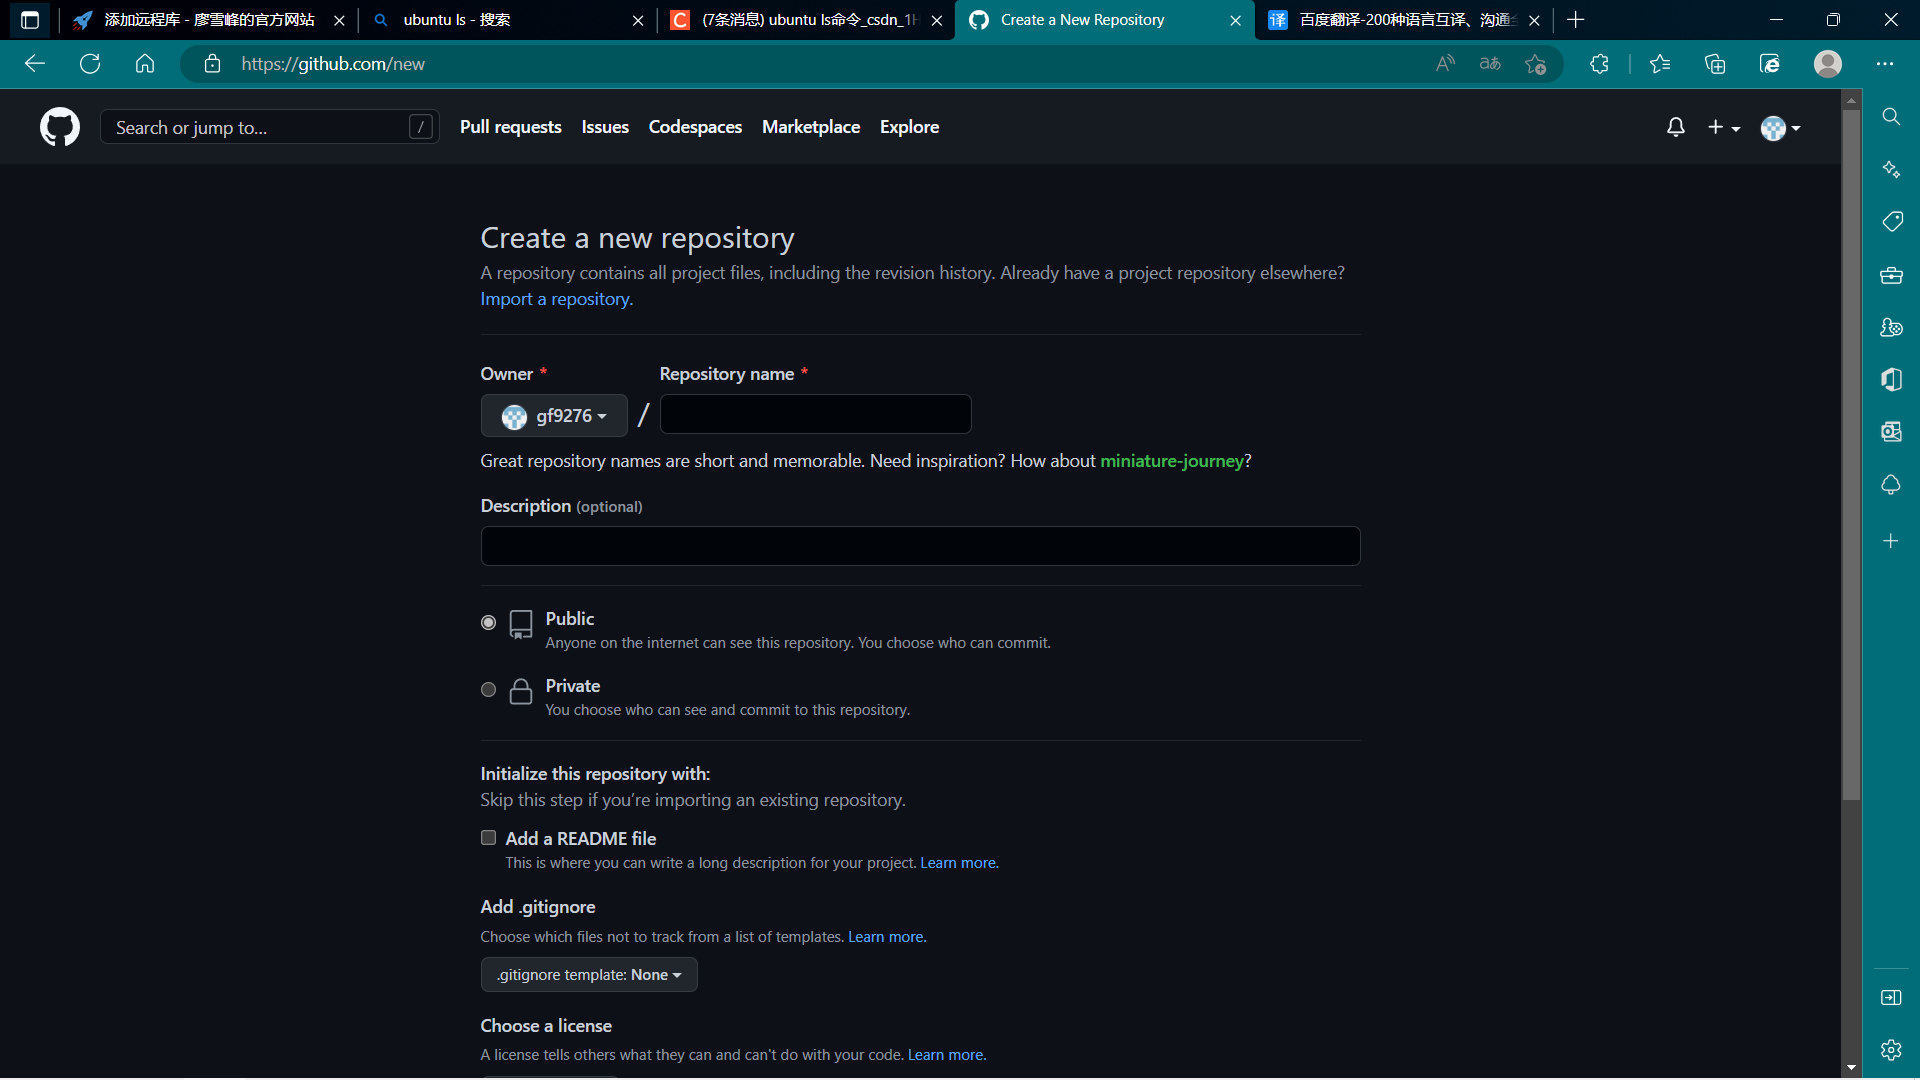 添加远程库 - 廖雪峰的官方网站
ubuntu ls - 搜索
(7条消息) ubuntu ls命令_csdn_1H
Create a New Repository
百度翻译-200种语言互译、沟通
https://github.com/new
Search or jump to...
/
Pull requests
Issues
Codespaces
Marketplace
Explore
Create a new repository
A repository contains all project files, including the revision history. Already have a project repository elsewhere?
Import a repository.
Owner *
Repository name *
gf9276
/
Great repository names are short and memorable. Need inspiration? How about miniature-journey?
Description (optional)
Public
Anyone on the internet can see this repository. You choose who can commit.
Private
You choose who can see and commit to this repository.
Initialize this repository with:
Skip this step if you’re importing an existing repository.
Add a README file
This is where you can write a long description for your project. Learn more.
Add .gitignore
Choose which files not to track from a list of templates. Learn more.
.gitignore template: None
Choose a license
A license tells others what they can and can't do with your code. Learn more.